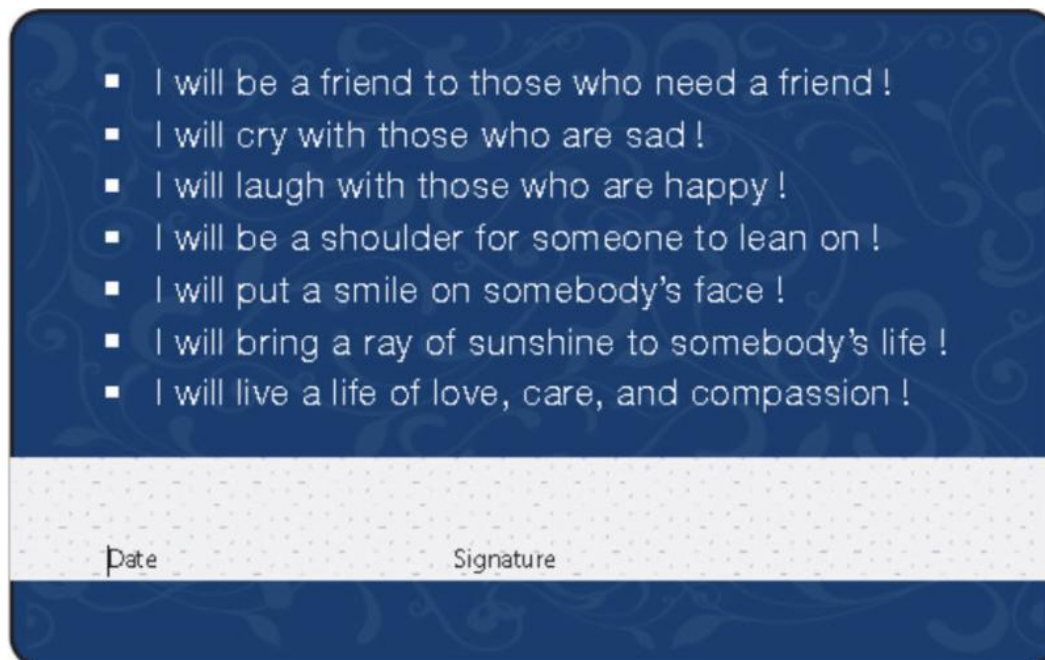 ▪ I will be a friend to those who need a friend !
▪ I will cry with those who are sad !
▪ I will laugh with those who are happy !
▪ I will be a shoulder for someone to lean on !
▪ I will put a smile on somebody's face !
▪ I will bring a ray of sunshine to somebody's life !
▪ I will live a life of love, care, and compassion !
Date Signature